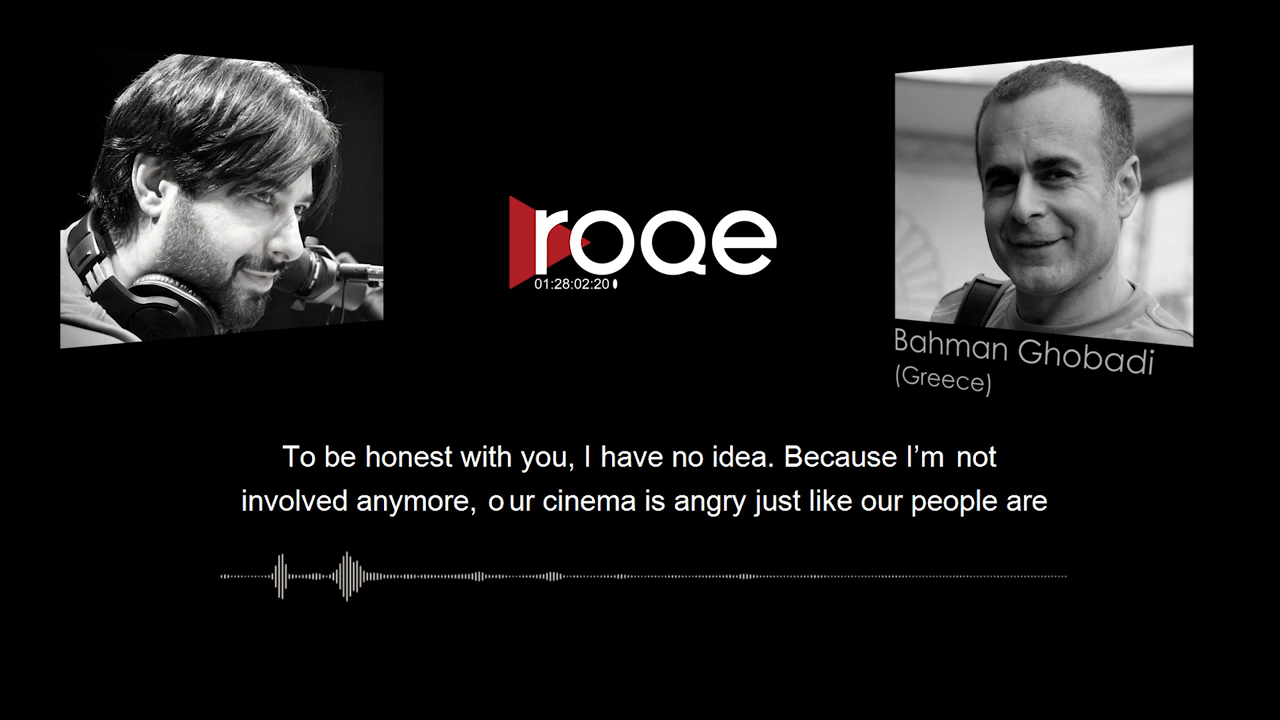 roqe
01:28:02:20
Bahman Ghobadi
(Greece)
To be honest with you, I have no idea. Because I’m not
involved anymore, our cinema is angry just like our people are